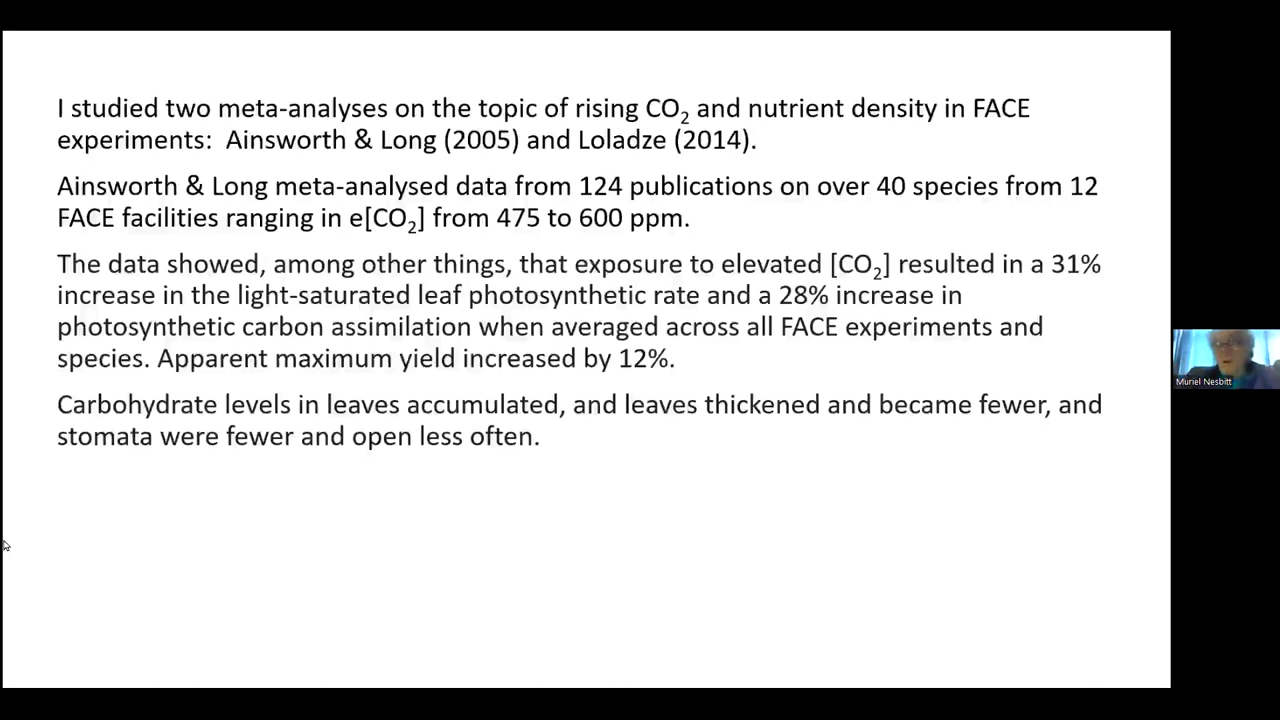 I studied two meta-analyses on the topic of rising CO₂ and nutrient density in FACE
experiments:  Ainsworth & Long (2005) and Loladze (2014).
Ainsworth & Long meta-analysed data from 124 publications on over 40 species from 12
FACE facilities ranging in e[CO₂] from 475 to 600 ppm.
The data showed, among other things, that exposure to elevated [CO₂] resulted in a 31%
increase in the light-saturated leaf photosynthetic rate and a 28% increase in
photosynthetic carbon assimilation when averaged across all FACE experiments and
species. Apparent maximum yield increased by 12%.
Carbohydrate levels in leaves accumulated, and leaves thickened and became fewer, and
stomata were fewer and open less often.
Muriel Nesbitt